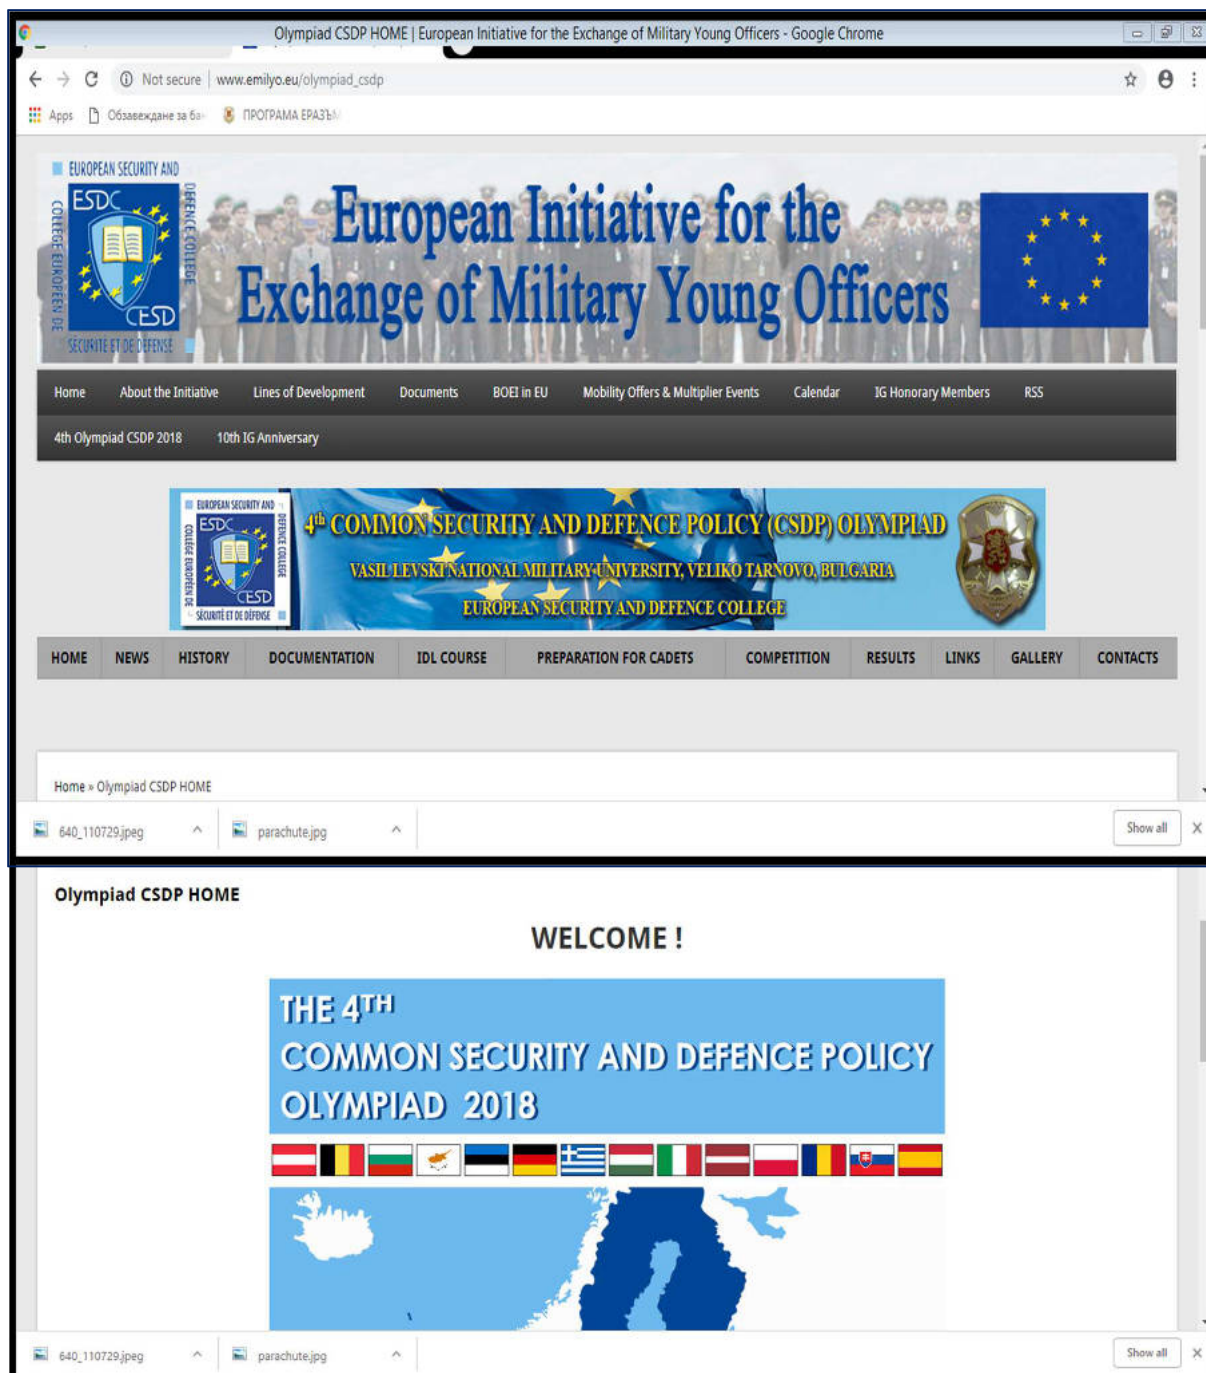 Olympiad CSDP HOME | European Initiative for the Exchange of Military Young Officers - Google Chrome
Not secure | www.emilyo.eu/olympiad_csdp
Apps Обзавеждане за ба ПРОГРАМА ЕРАЗЪМ
EUROPEAN SECURITY AND
DEFENCE COLLEGE
COLLEGE EUROPÉEN DE
SÉCURITÉ ET DE DÉFENSE
ESDC
CESD
European Initiative for the
Exchange of Military Young Officers
Home About the Initiative Lines of Development Documents BOEI in EU Mobility Offers & Multiplier Events Calendar IG Honorary Members RSS
4th Olympiad CSDP 2018 10th IG Anniversary
EUROPEAN SECURITY AND
DEFENCE COLLEGE
COLLEGE EUROPÉEN DE
SÉCURITÉ ET DE DÉFENSE
ESDC
CESD
4th COMMON SECURITY AND DEFENCE POLICY (CSDP) OLYMPIAD
VASIL LEVSKI NATIONAL MILITARY UNIVERSITY, VELIKO TARNOVO, BULGARIA
EUROPEAN SECURITY AND DEFENCE COLLEGE
HOME NEWS HISTORY DOCUMENTATION IDL COURSE PREPARATION FOR CADETS COMPETITION RESULTS LINKS GALLERY CONTACTS
Home » Olympiad CSDP HOME
640_110729.jpeg parachute.jpg Show all
Olympiad CSDP HOME
WELCOME !
THE 4TH
COMMON SECURITY AND DEFENCE POLICY
OLYMPIAD 2018
640_110729.jpeg parachute.jpg Show all